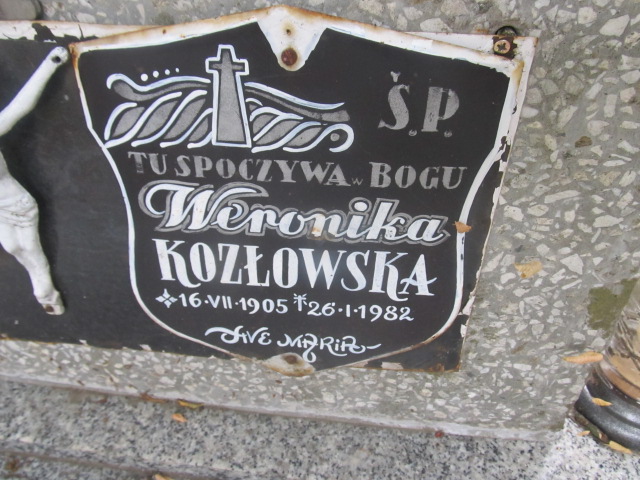 Ś.P.
TU SPOCZYWA w BOGU
Weronika
KOZŁOWSKA
16·VII·1905 26·I·1982
AVE MARIA